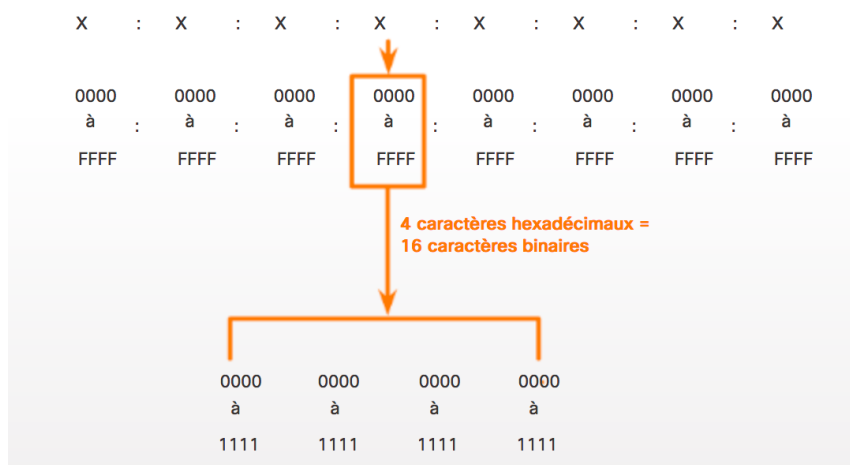 X : X : X : X : X : X : X : X
0000 0000 0000 0000 0000 0000 0000 0000
à : à : à : à : à : à : à : à
FFFF FFFF FFFF FFFF FFFF FFFF FFFF FFFF
4 caractères hexadécimaux =
16 caractères binaires
0000 0000 0000 0000
à à à à
1111 1111 1111 1111